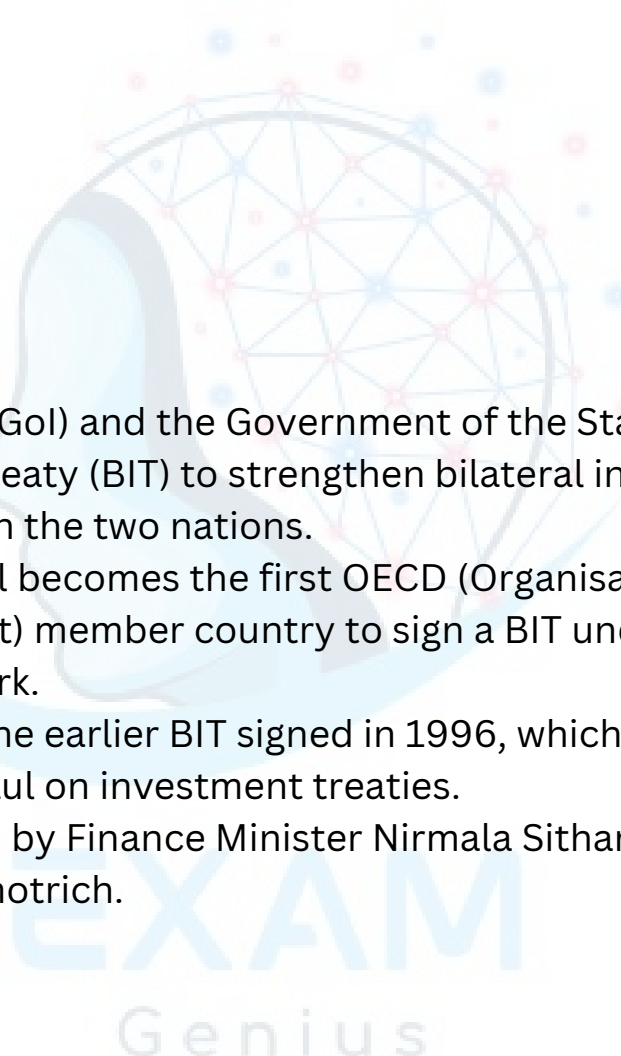 GoI) and the Government of the Sta
eaty (BIT) to strengthen bilateral in
n the two nations.
l becomes the first OECD (Organisa
t) member country to sign a BIT un
rk.
he earlier BIT signed in 1996, which
ul on investment treaties.
by Finance Minister Nirmala Sithar
notrich.
EXAM
Genius